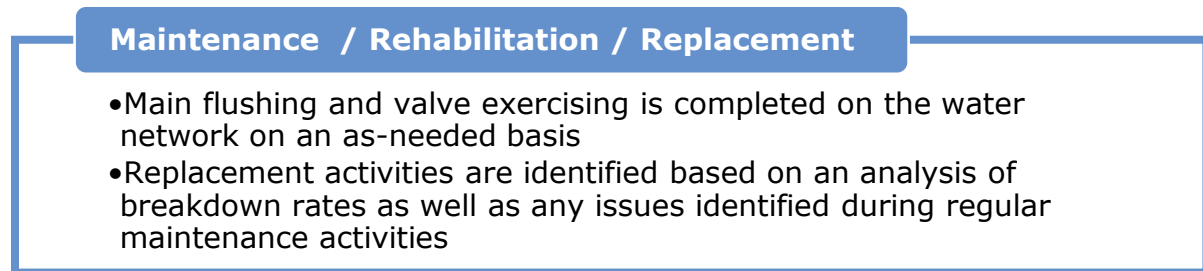 Maintenance / Rehabilitation / Replacement
•Main flushing and valve exercising is completed on the water
network on an as-needed basis
•Replacement activities are identified based on an analysis of
breakdown rates as well as any issues identified during regular
maintenance activities